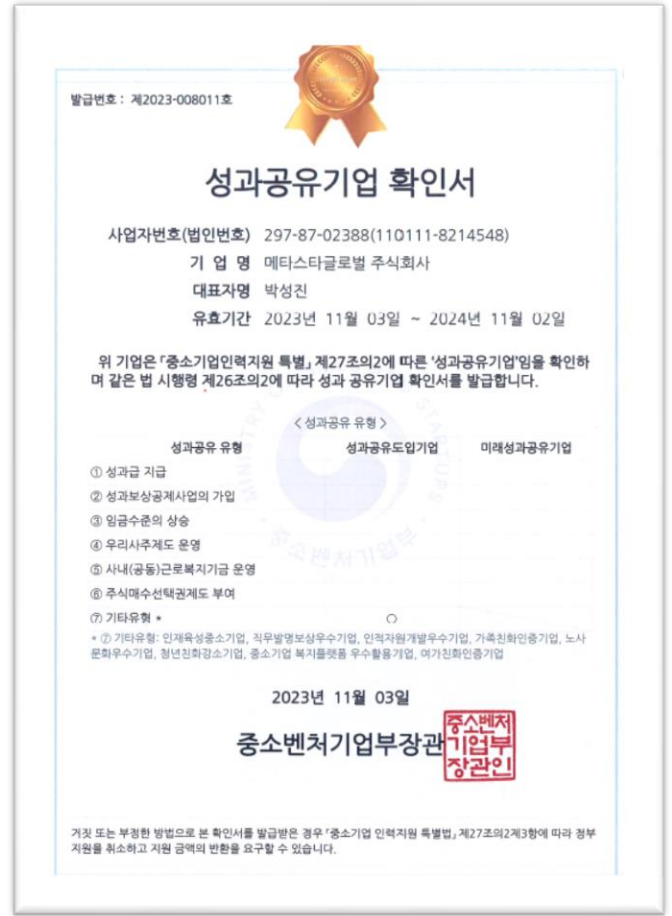 발급번호 : 제2023-008011호
성과공유기업 확인서
사업자번호(법인번호) 297-87-02388(110111-8214548)
기 업 명 메타스타글로벌 주식회사
대표자명 박성진
유효기간 2023년 11월 03일 ~ 2024년 11월 02일
위 기업은 「중소기업인력지원 특별」 제27조의2에 따른 '성과공유기업'임을 확인하
며 같은 법 시행령 제26조의2에 따라 성과 공유기업 확인서를 발급합니다.
< 성과공유 유형 >
성과공유 유형 성과공유도입기업 미래성과공유기업
① 성과급 지급
② 성과보상공제사업의 가입
③ 임금수준의 상승
④ 우리사주제도 운영
⑤ 사내(공동)근로복지기금 운영
⑥ 주식매수선택권제도 부여
⑦ 기타유형 * ○
* ⑦ 기타유형: 인재육성중소기업, 직무발명보상우수기업, 인적자원개발우수기업, 가족친화인증기업, 노사
문화우수기업, 청년친화강소기업, 중소기업 복지플랫폼 우수활용기업, 여가친화인증기업
중소벤처기업부
2023년 11월 03일
중소벤처기업부장관
중소벤처
기업부
장관인
거짓 또는 부정한 방법으로 본 확인서를 발급받은 경우 「중소기업 인력지원 특별법」 제27조의2제3항에 따라 정부
지원을 취소하고 지원 금액의 반환을 요구할 수 있습니다.